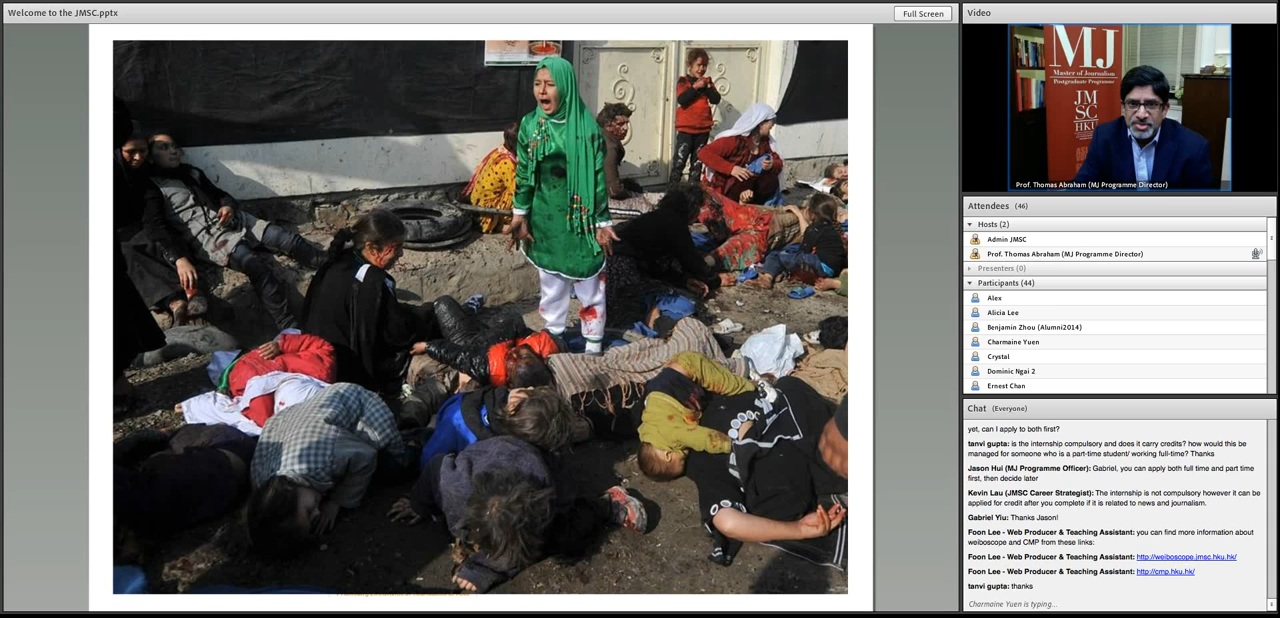 Welcome to the JMSC.pptx
Full Screen
Video
MJ
Master of Journalism
Postgraduate Programme
JM
SC
HKU
Prof. Thomas Abraham (MJ Programme Director)
Attendees (46)
Hosts (2)
Admin JMSC
Prof. Thomas Abraham (MJ Programme Director)
Presenters (0)
Participants (44)
Alex
Alicia Lee
Benjamin Zhou (Alumni2014)
Charmaine Yuen
Crystal
Dominic Ngai 2
Ernest Chan
Chat (Everyone)
yet, can I apply to both first?
tanvi gupta: is the internship compulsory and does it carry credits? how would this be
managed for someone who is a part-time student/ working full-time? Thanks
Jason Hui (MJ Programme Officer): Gabriel, you can apply both full time and part time
first, then decide later
Kevin Lau (JMSC Career Strategist): The internship is not compulsory however it can be
applied for credit after you complete if it is related to news and journalism.
Gabriel Yiu: Thanks Jason!
Foon Lee - Web Producer & Teaching Assistant: you can find more information about
weiboscope and CMP from these links:
Foon Lee - Web Producer & Teaching Assistant: http://weiboscope.jmsc.hku.hk/
Foon Lee - Web Producer & Teaching Assistant: http://cmp.hku.hk/
tanvi gupta: thanks
Charmaine Yuen is typing...